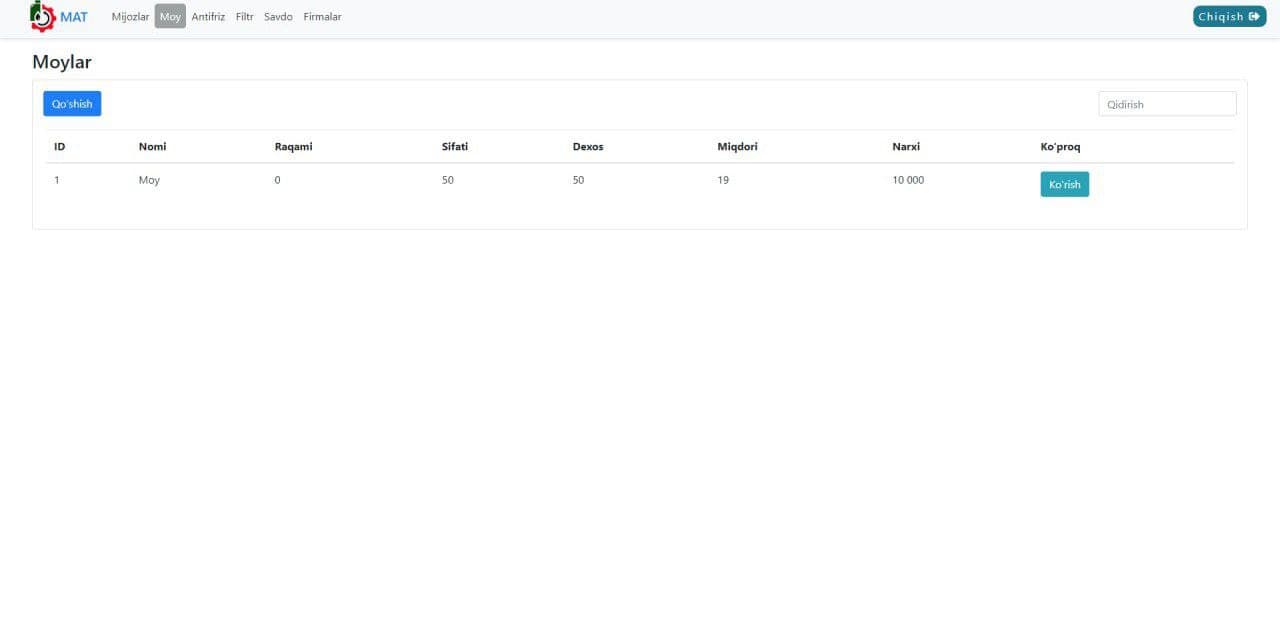 MAT Mijozlar Moy Antifriz Filtr Savdo Firmalar Chiqish
Moylar
Qo'shish Qidirish
ID Nomi Raqami Sifati Dexos Miqdori Narxi Ko'proq
1 Moy 0 50 50 19 10 000 Ko'rish